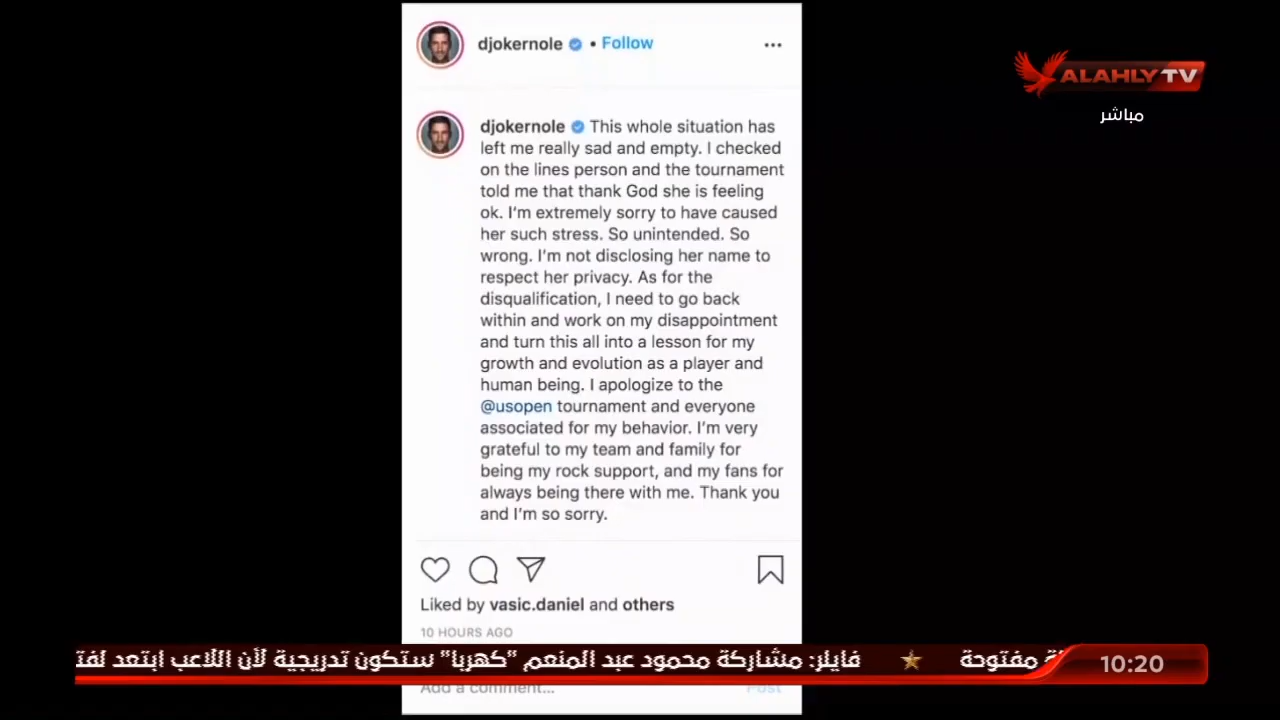 djokernole • Follow
ALAHLY TV
مباشر
djokernole This whole situation has
left me really sad and empty. I checked
on the lines person and the tournament
told me that thank God she is feeling
ok. I'm extremely sorry to have caused
her such stress. So unintended. So
wrong. I'm not disclosing her name to
respect her privacy. As for the
disqualification, I need to go back
within and work on my disappointment
and turn this all into a lesson for my
growth and evolution as a player and
human being. I apologize to the
@usopen tournament and everyone
associated for my behavior. I'm very
grateful to my team and family for
being my rock support, and my fans for
always being there with me. Thank you
and I'm so sorry.
Liked by vasic.daniel and others
10 HOURS AGO
مفتوحة ★ فايلر: مشاركة محمود عبد المنعم "كهربا" ستكون تدريجية لأن اللاعب ابتعد
10:20
Add a comment...
Post